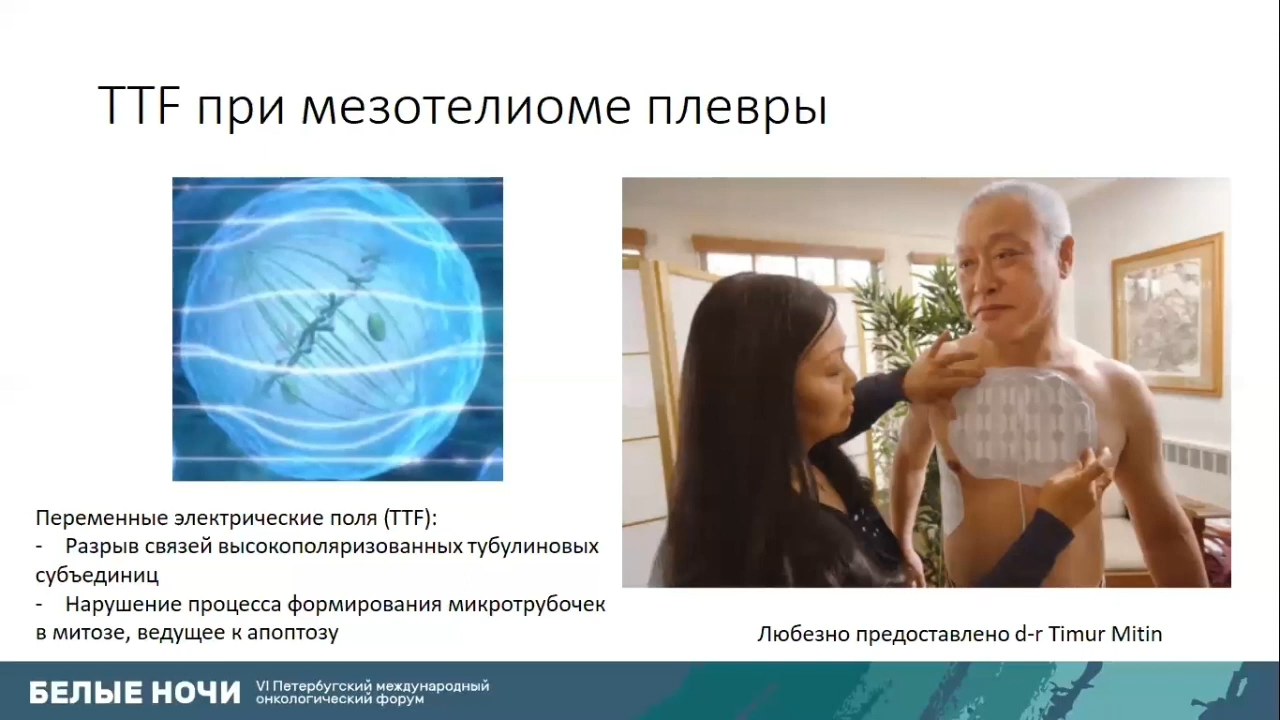 TTF при мезотелиоме плевры
Переменные электрические поля (TTF):
- Разрыв связей высокополяризованных тубулиновых
субъединиц
- Нарушение процесса формирования микротрубочек
в митозе, ведущее к апоптозу
Любезно предоставлено d-r Timur Mitin
БЕЛЫЕ НОЧИ
VI Петербургский международный
онкологический форум